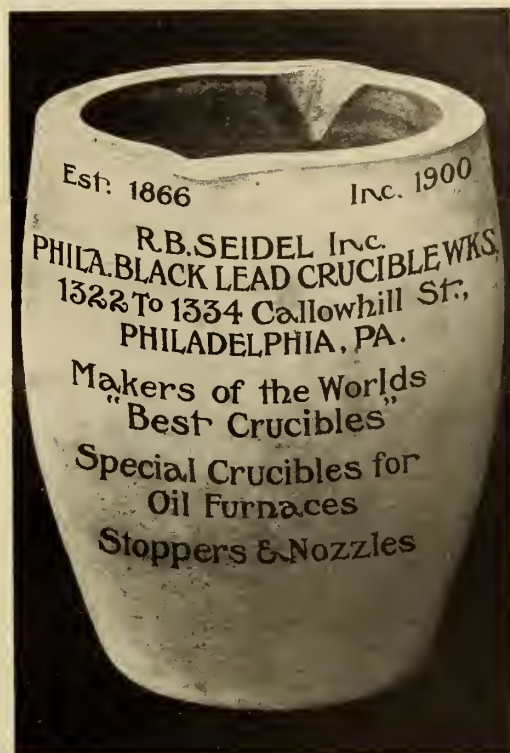 Est. 1866 Inc. 1900
R.B.SEIDEL Inc.
PHILA.BLACK LEAD CRUCIBLE WKS,
1322 To 1334 Callowhill St.,
PHILADELPHIA, PA.
Makers of the Worlds
"Best Crucibles"
Special Crucibles for
Oil Furnaces
Stoppers & Nozzles